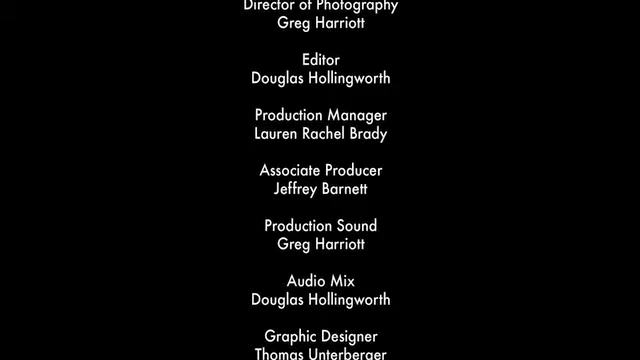 Director of Photography
Greg Harriott
Editor
Douglas Hollingworth
Production Manager
Lauren Rachel Brady
Associate Producer
Jeffrey Barnett
Production Sound
Greg Harriott
Audio Mix
Douglas Hollingworth
Graphic Designer
Thomas Unterberger